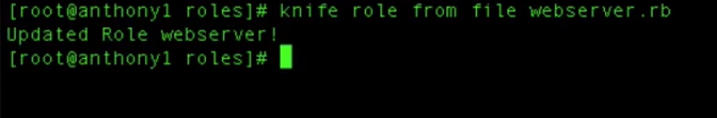 [root@anthony1 roles]# knife role from file webserver.rb
Updated Role webserver!
[root@anthony1 roles]#